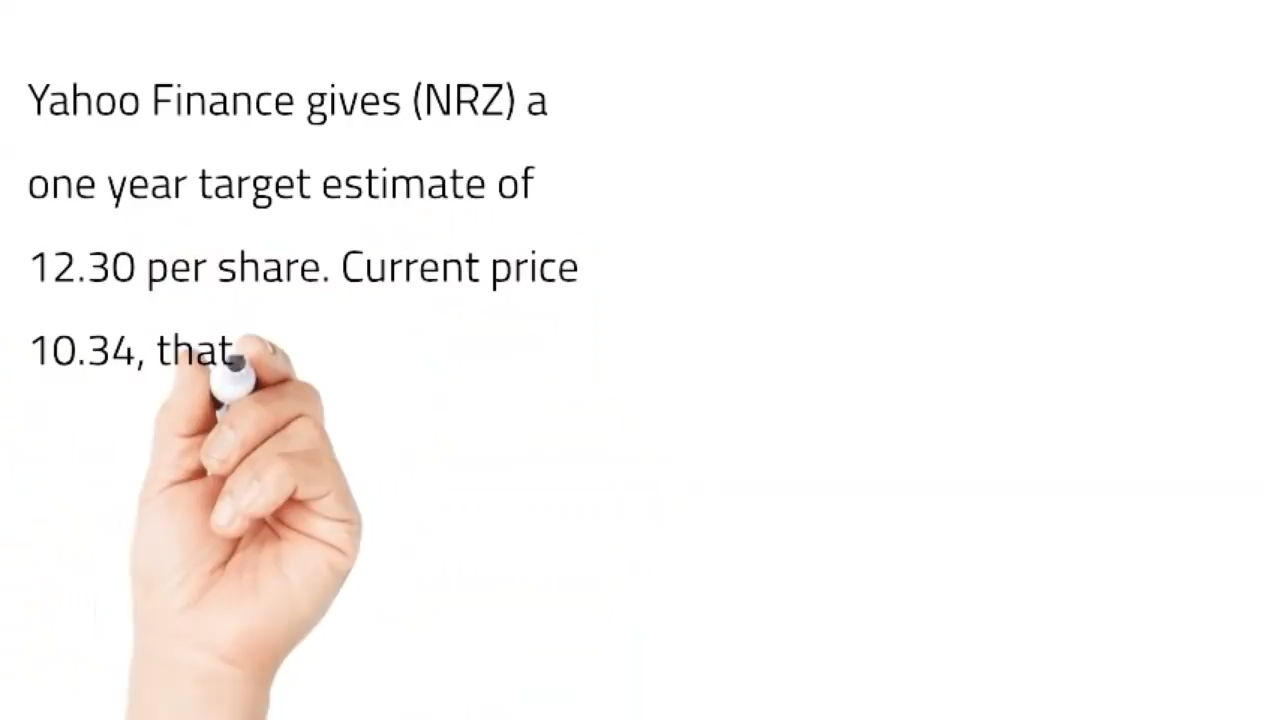 Yahoo Finance gives (NRZ) a
one year target estimate of
12.30 per share. Current price
10.34, that